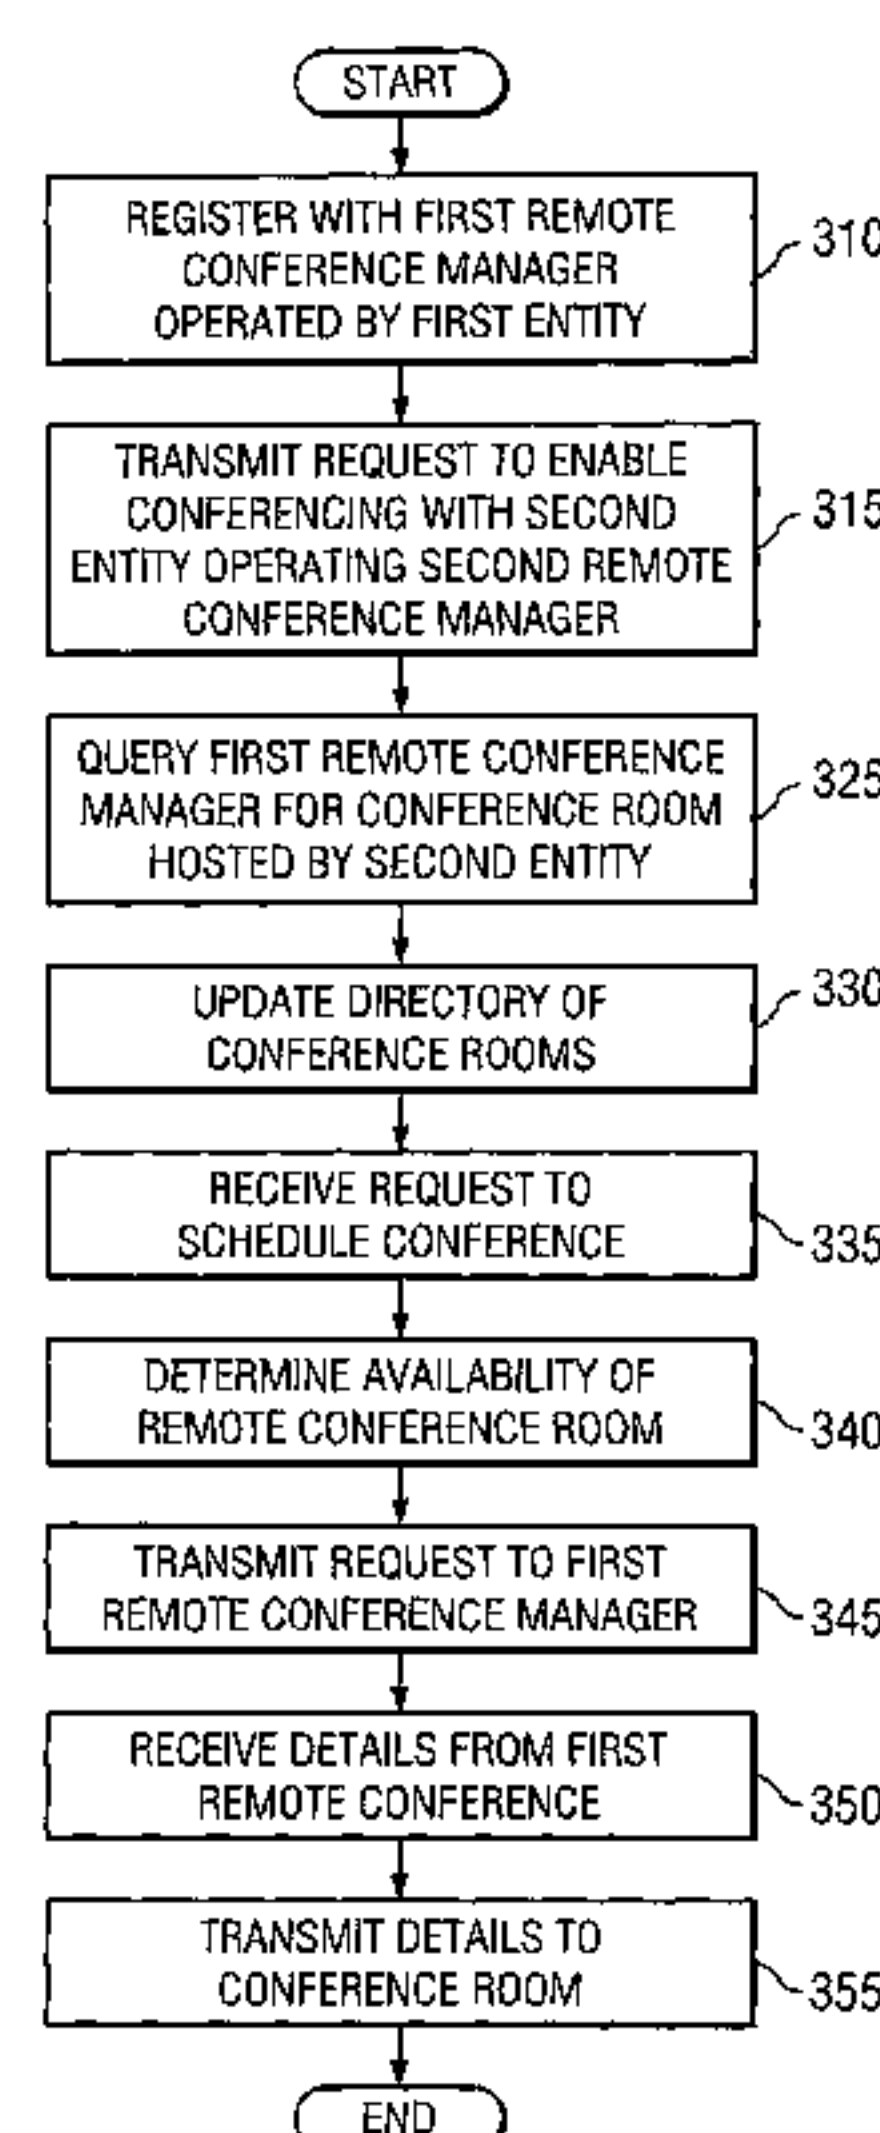 START
REGISTER WITH FIRST REMOTE
CONFERENCE MANAGER
OPERATED BY FIRST ENTITY
310
TRANSMIT REQUEST TO ENABLE
CONFERENCING WITH SECOND
ENTITY OPERATING SECOND REMOTE
CONFERENCE MANAGER
315
QUERY FIRST REMOTE CONFERENCE
MANAGER FOR CONFERENCE ROOM
HOSTED BY SECOND ENTITY
325
UPDATE DIRECTORY OF
CONFERENCE ROOMS
330
RECEIVE REQUEST TO
SCHEDULE CONFERENCE
335
DETERMINE AVAILABILITY OF
REMOTE CONFERENCE ROOM
340
TRANSMIT REQUEST TO FIRST
REMOTE CONFERENCE MANAGER
345
RECEIVE DETAILS FROM FIRST
REMOTE CONFERENCE
350
TRANSMIT DETAILS TO
CONFERENCE ROOM
355
END